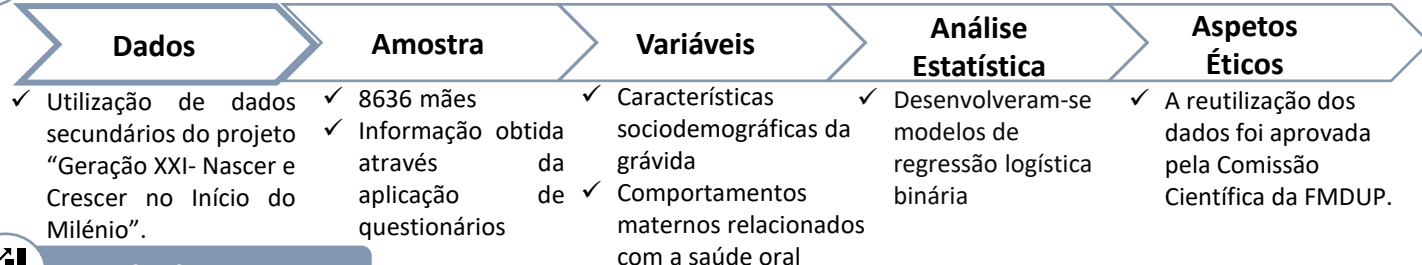 Dados
✓ Utilização de dados
secundários do projeto
“Geração XXI- Nascer e
Crescer no Início do
Milénio”.
Amostra
✓ 8636 mães
✓ Informação obtida
através da
aplicação de
questionários
Variáveis
✓ Características
sociodemográficas da
grávida
✓ Comportamentos
maternos relacionados
com a saúde oral
Análise
Estatística
✓ Desenvolveram-se
modelos de
regressão logística
binária
Aspetos
Éticos
✓ A reutilização dos
dados foi aprovada
pela Comissão
Científica da FMDUP.